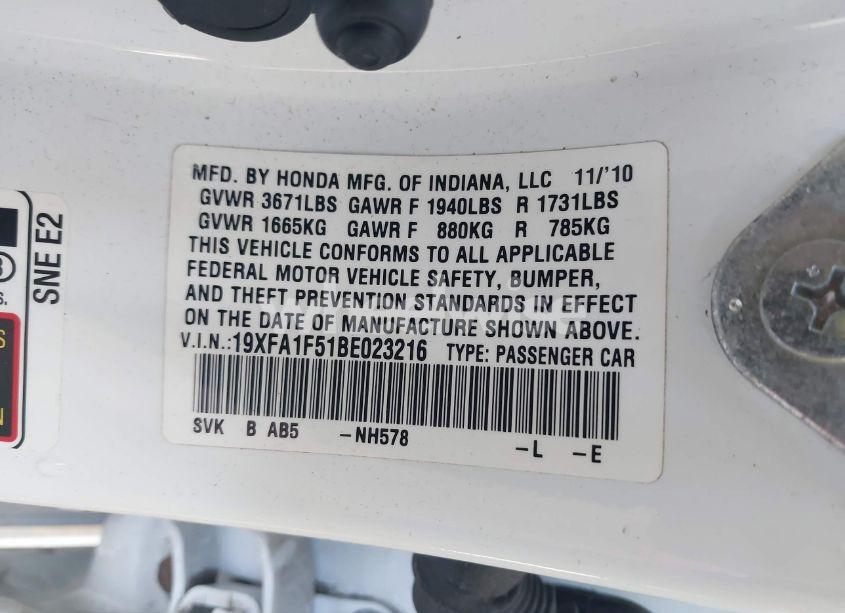 MFD. BY HONDA MFG. OF INDIANA, LLC 11/'10
GVWR 3671LBS GAWR F 1940LBS R 1731LBS
GVWR 1665KG GAWR F 880KG R 785KG
THIS VEHICLE CONFORMS TO ALL APPLICABLE
FEDERAL MOTOR VEHICLE SAFETY, BUMPER,
AND THEFT PREVENTION STANDARDS IN EFFECT
ON THE DATE OF MANUFACTURE SHOWN ABOVE.
V.I.N.:19XFA1F51BE023216 TYPE: PASSENGER CAR
SVK B AB5 -NH578
-L -E
SNE E2